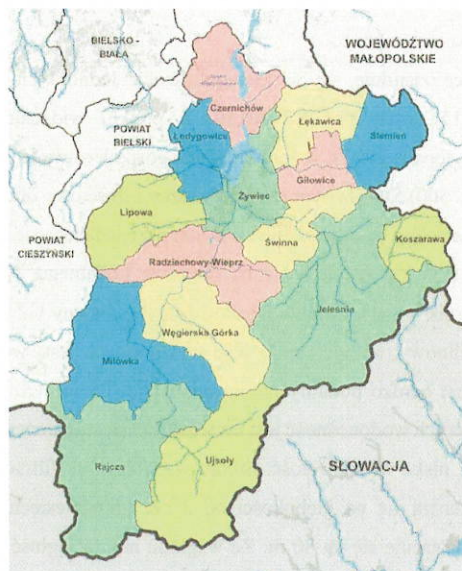 BIELSKO-
BIAŁA
WOJEWÓDZTWO
MAŁOPOLSKIE
Czernichów
Łękawica
POWIAT
BIELSKI
Łodygowice
Ślemień
Gilowice
Żywiec
Lipowa
Świnna
Koszarawa
POWIAT
CIESZYŃSKI
Radziechowy-Wieprz
Jeleśnia
Węgierska Górka
Milówka
Ujsoły
Rajcza
SŁOWACJA